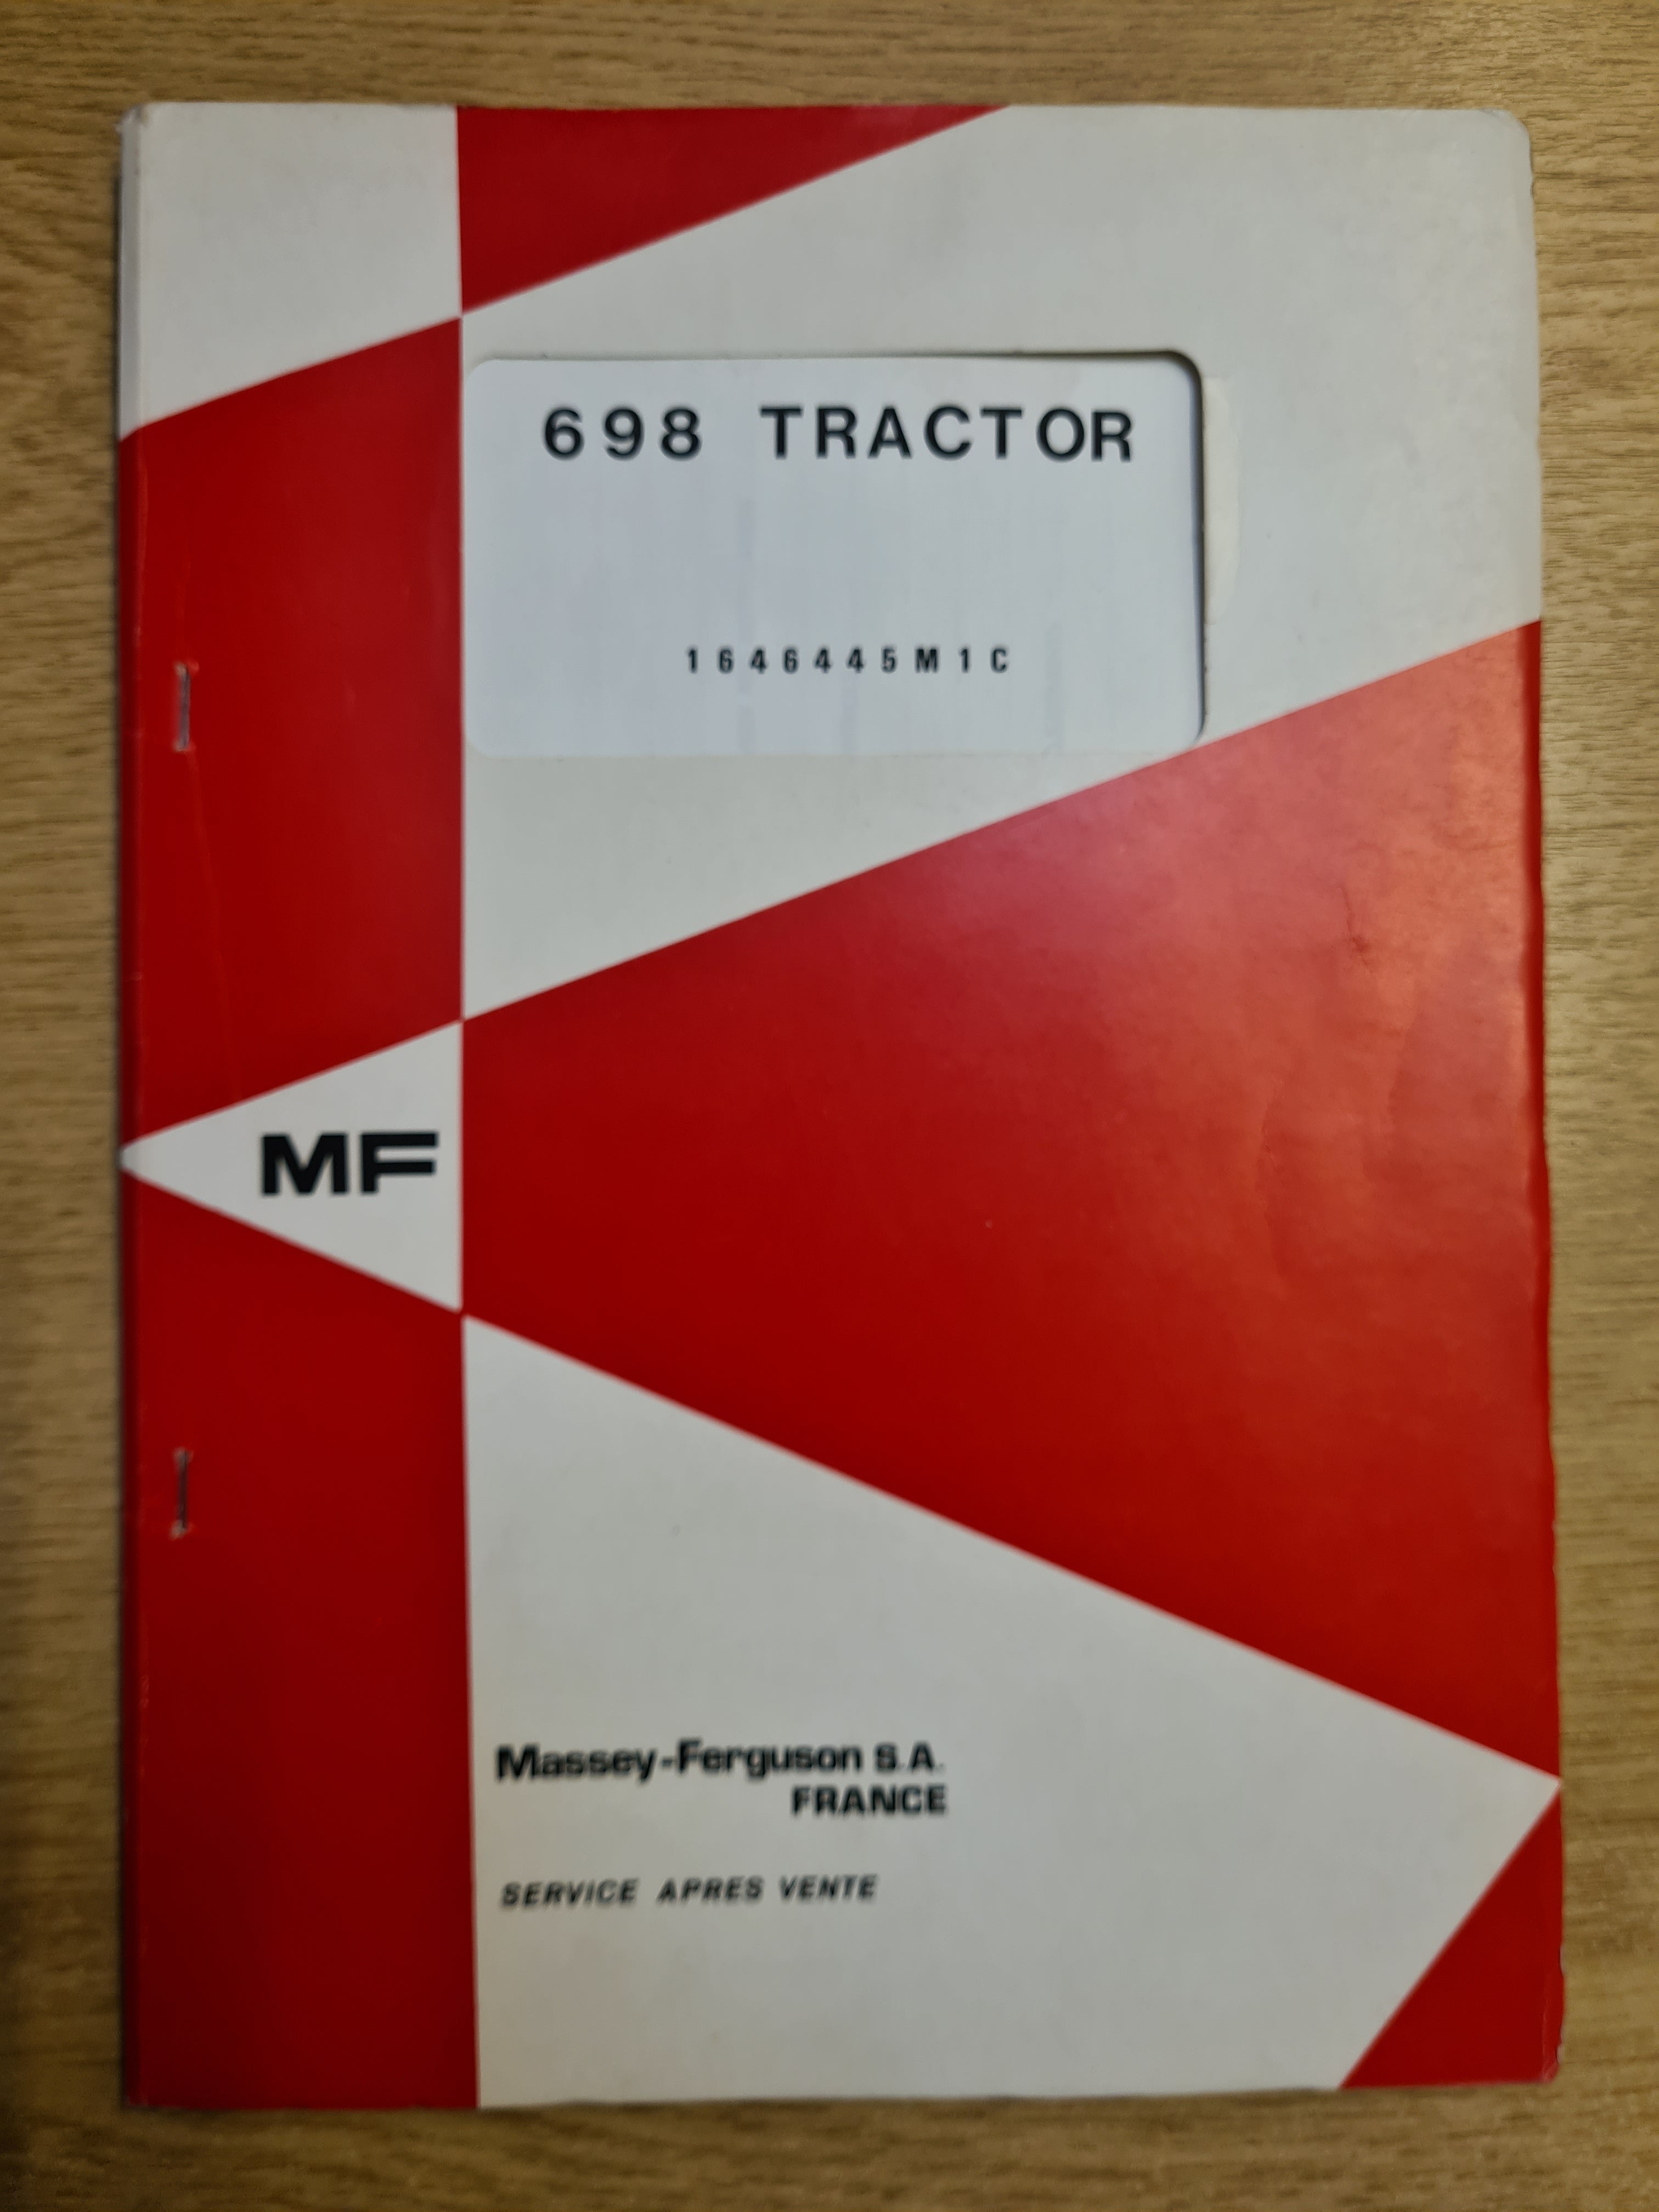 698 TRACTOR
1646445M1C
MF
Massey-Ferguson S.A.
FRANCE
SERVICE APRES VENTE